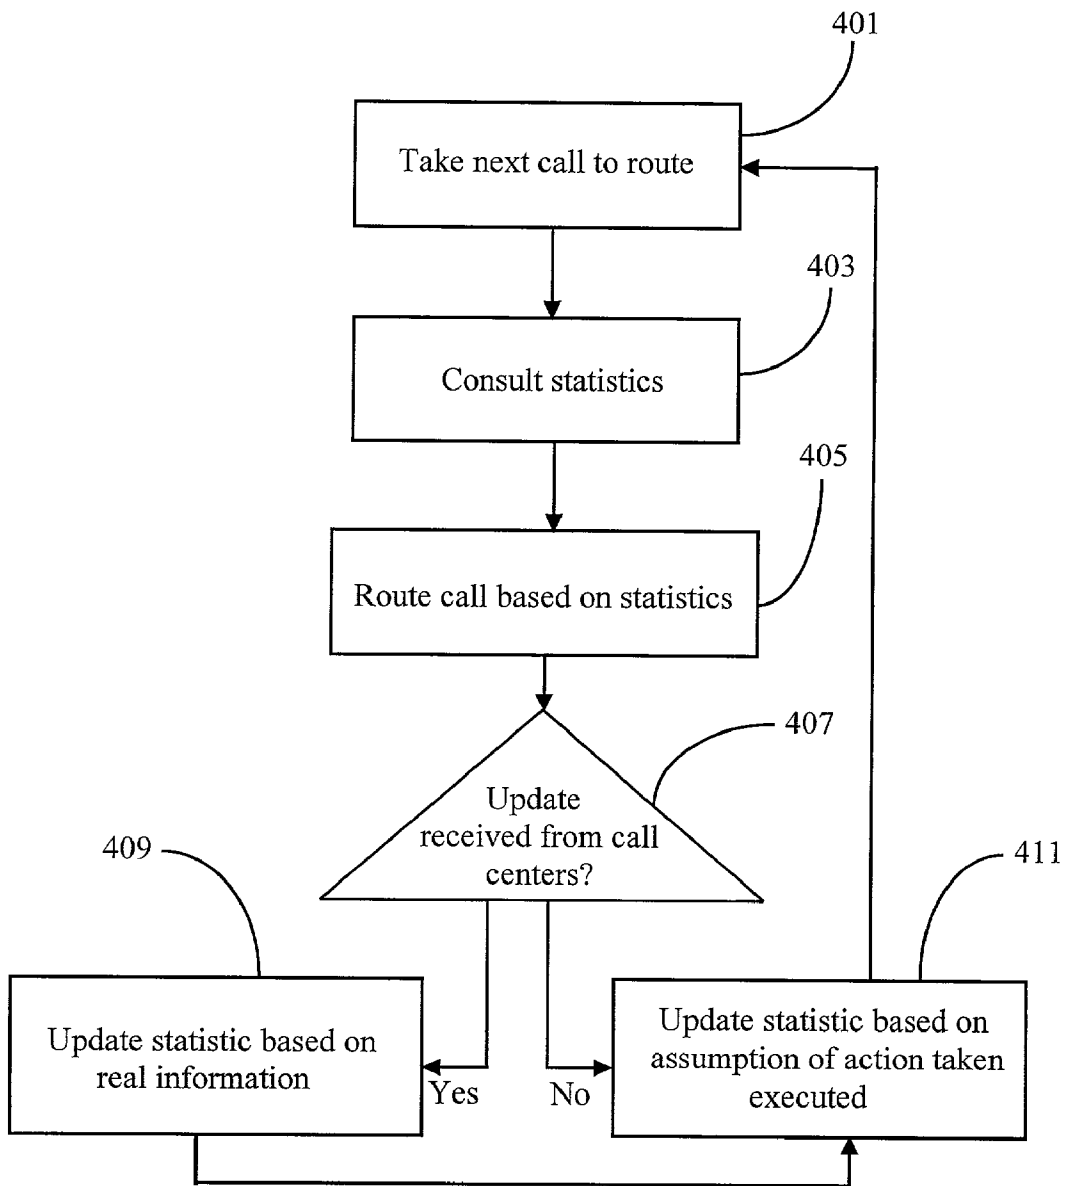 401
Take next call to route
403
Consult statistics
405
Route call based on statistics
407
Update
received from call
centers?
409
411
Update statistic based on
real information
Yes
No
Update statistic based on
assumption of action taken
executed